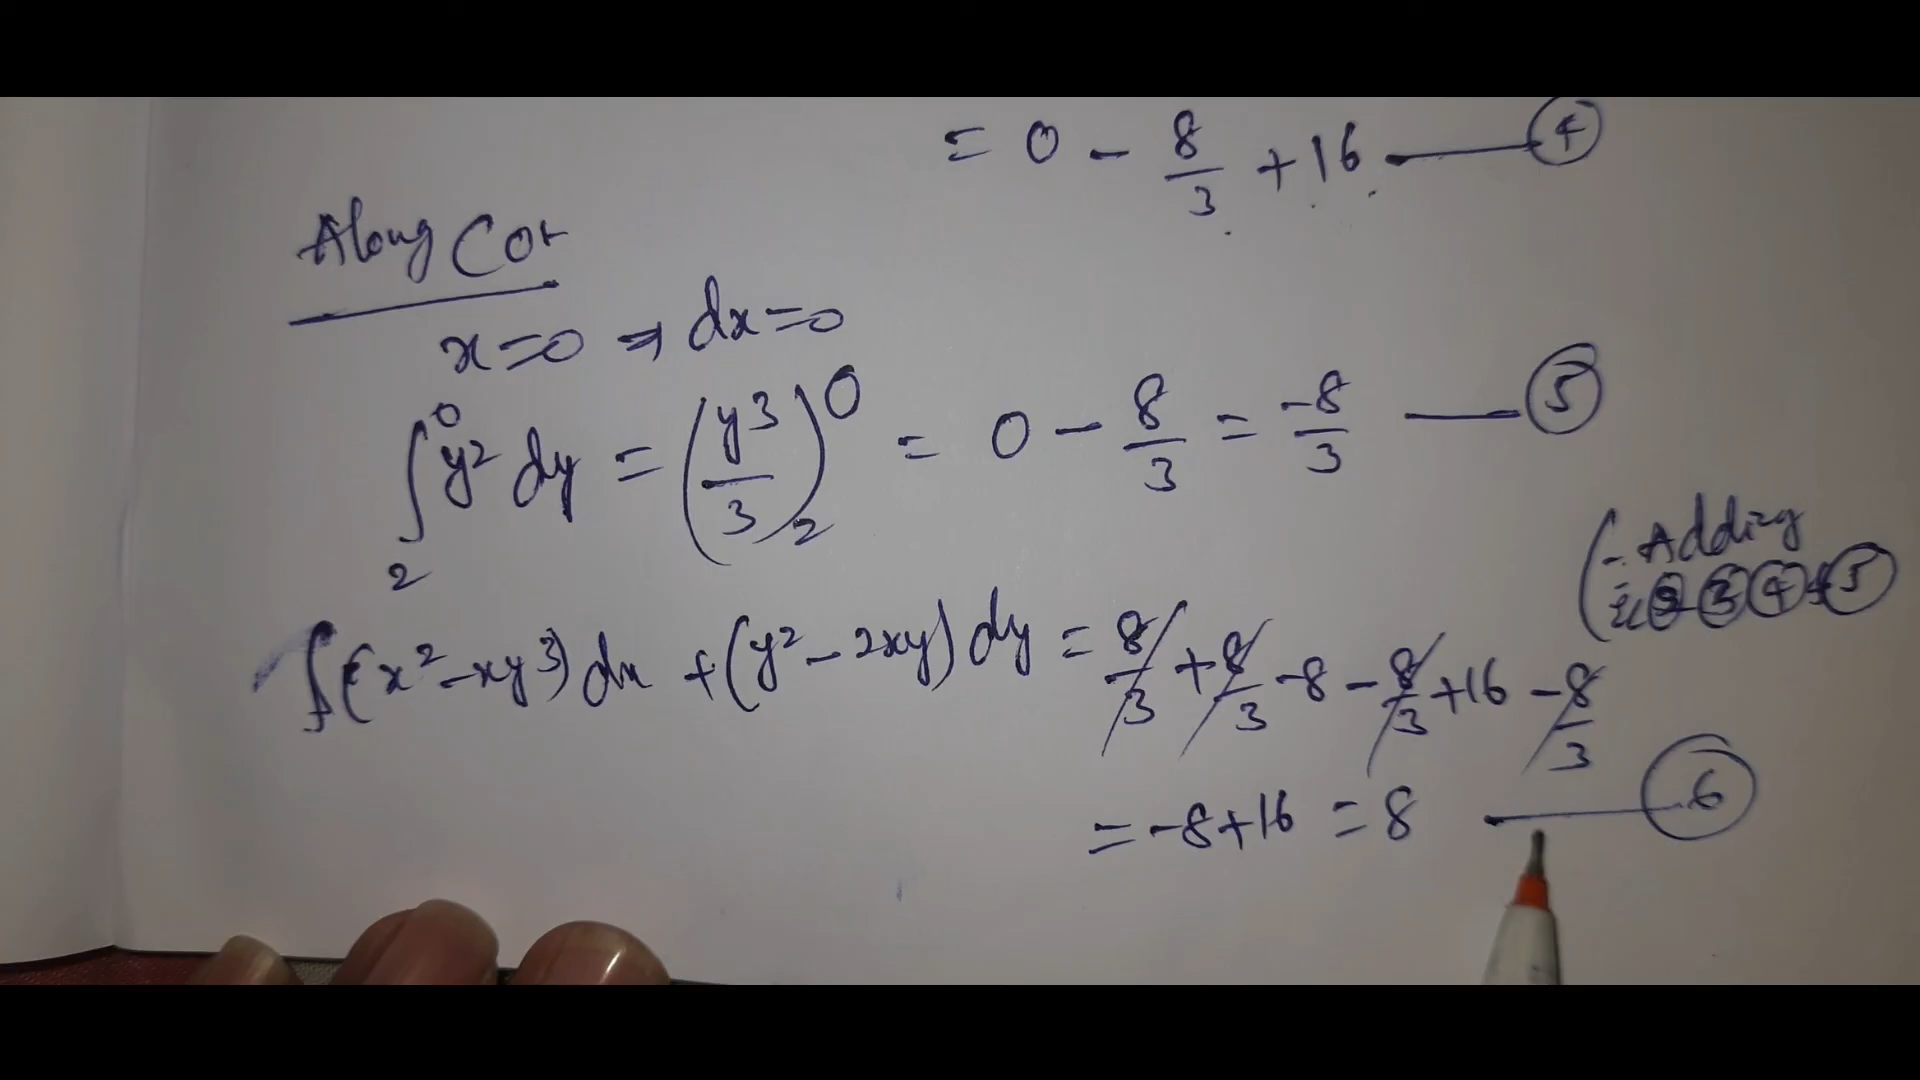 = 0 - 8/3 + 16 — (4)
Along Cor
x=0 ⇒ dx=0
∫₂⁰ y² dy = (y³/3)₂⁰ = 0 - 8/3 = -8/3 — (5)
(∵ Adding
(2) (3) (4) + (5)
∫(x²-xy³)dx + (y²-2xy)dy = 8/3 + 8/3 -8 - 8/3 +16 - 8/3
= -8+16 = 8 — (6)